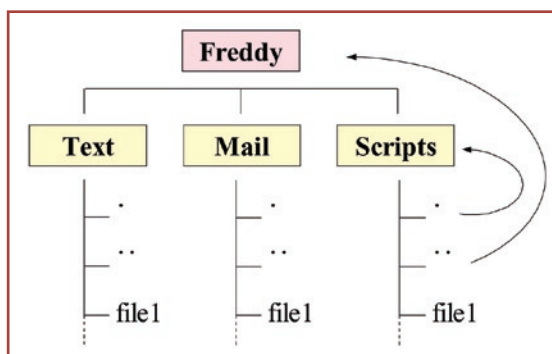 Freddy
Text Mail Scripts
. . .
.. .. ..
file1 file1 file1